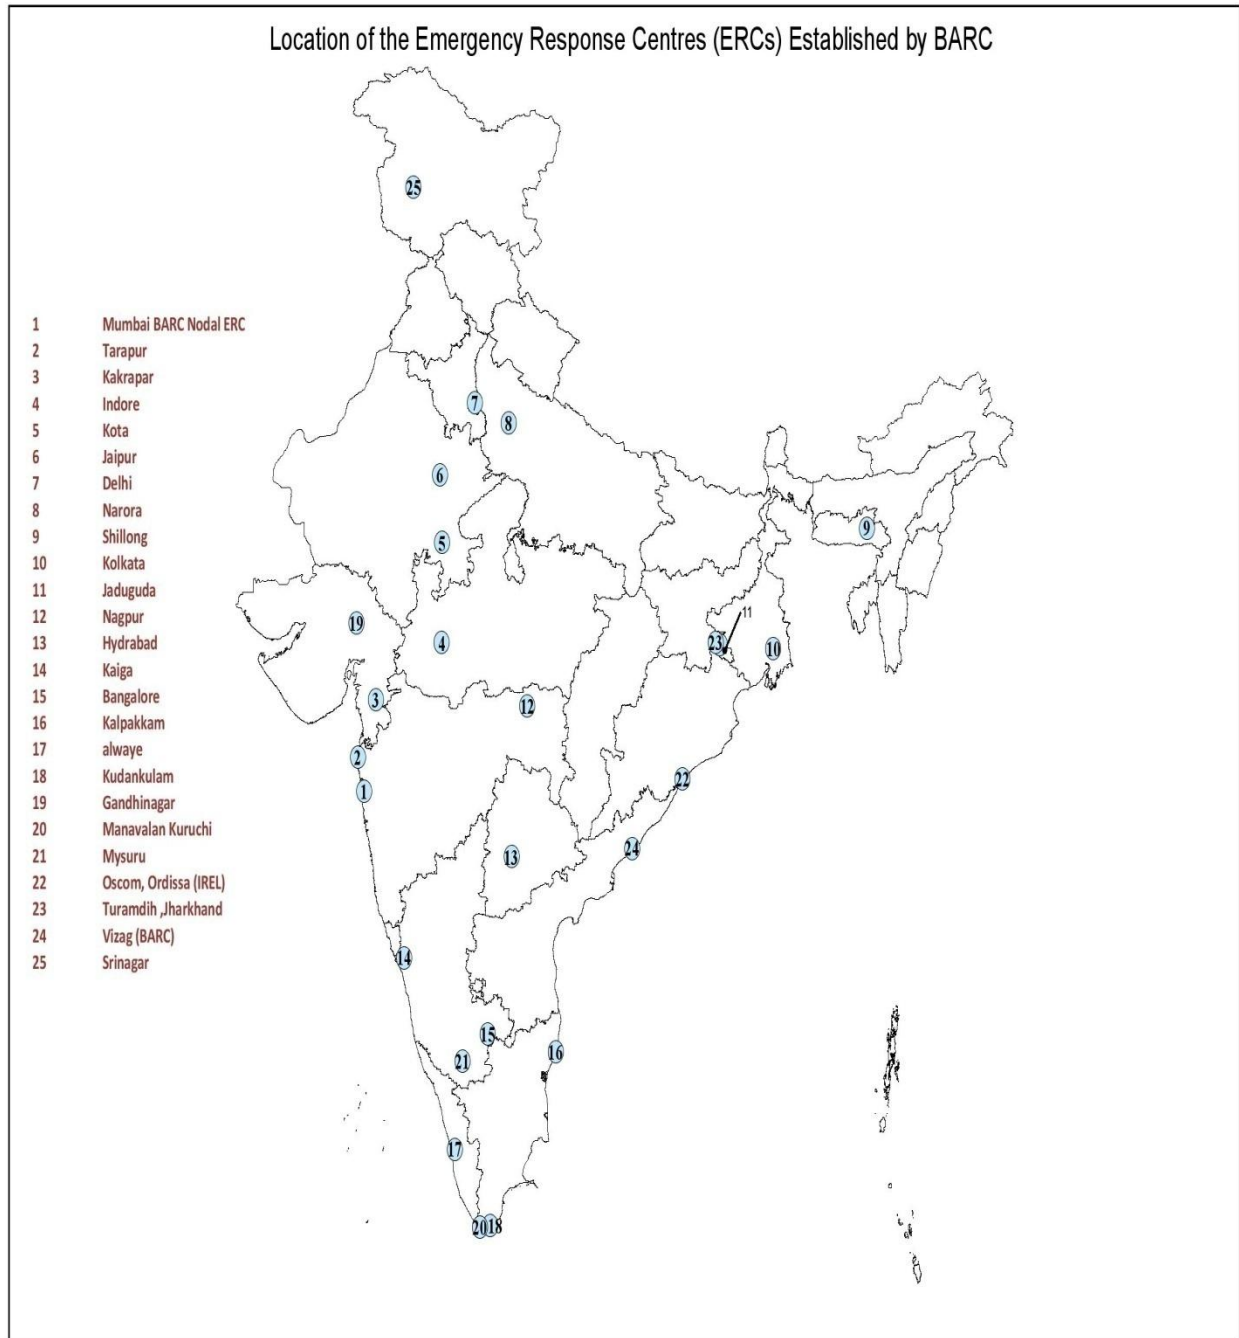 Location of the Emergency Response Centres (ERCs) Established by BARC
1 Mumbai BARC Nodal ERC
2 Tarapur
3 Kakrapar
4 Indore
5 Kota
6 Jaipur
7 Delhi
8 Narora
9 Shillong
10 Kolkata
11 Jaduguda
12 Nagpur
13 Hydrabad
14 Kaiga
15 Bangalore
16 Kalpakkam
17 alwaye
18 Kudankulam
19 Gandhinagar
20 Manavalan Kuruchi
21 Mysuru
22 Oscom, Ordissa (IREL)
23 Turamdih ,Jharkhand
24 Vizag (BARC)
25 Srinagar
25
7
8
6
9
5
19
11
4
23
10
3
12
2
22
1
24
13
14
15
16
21
17
20 18